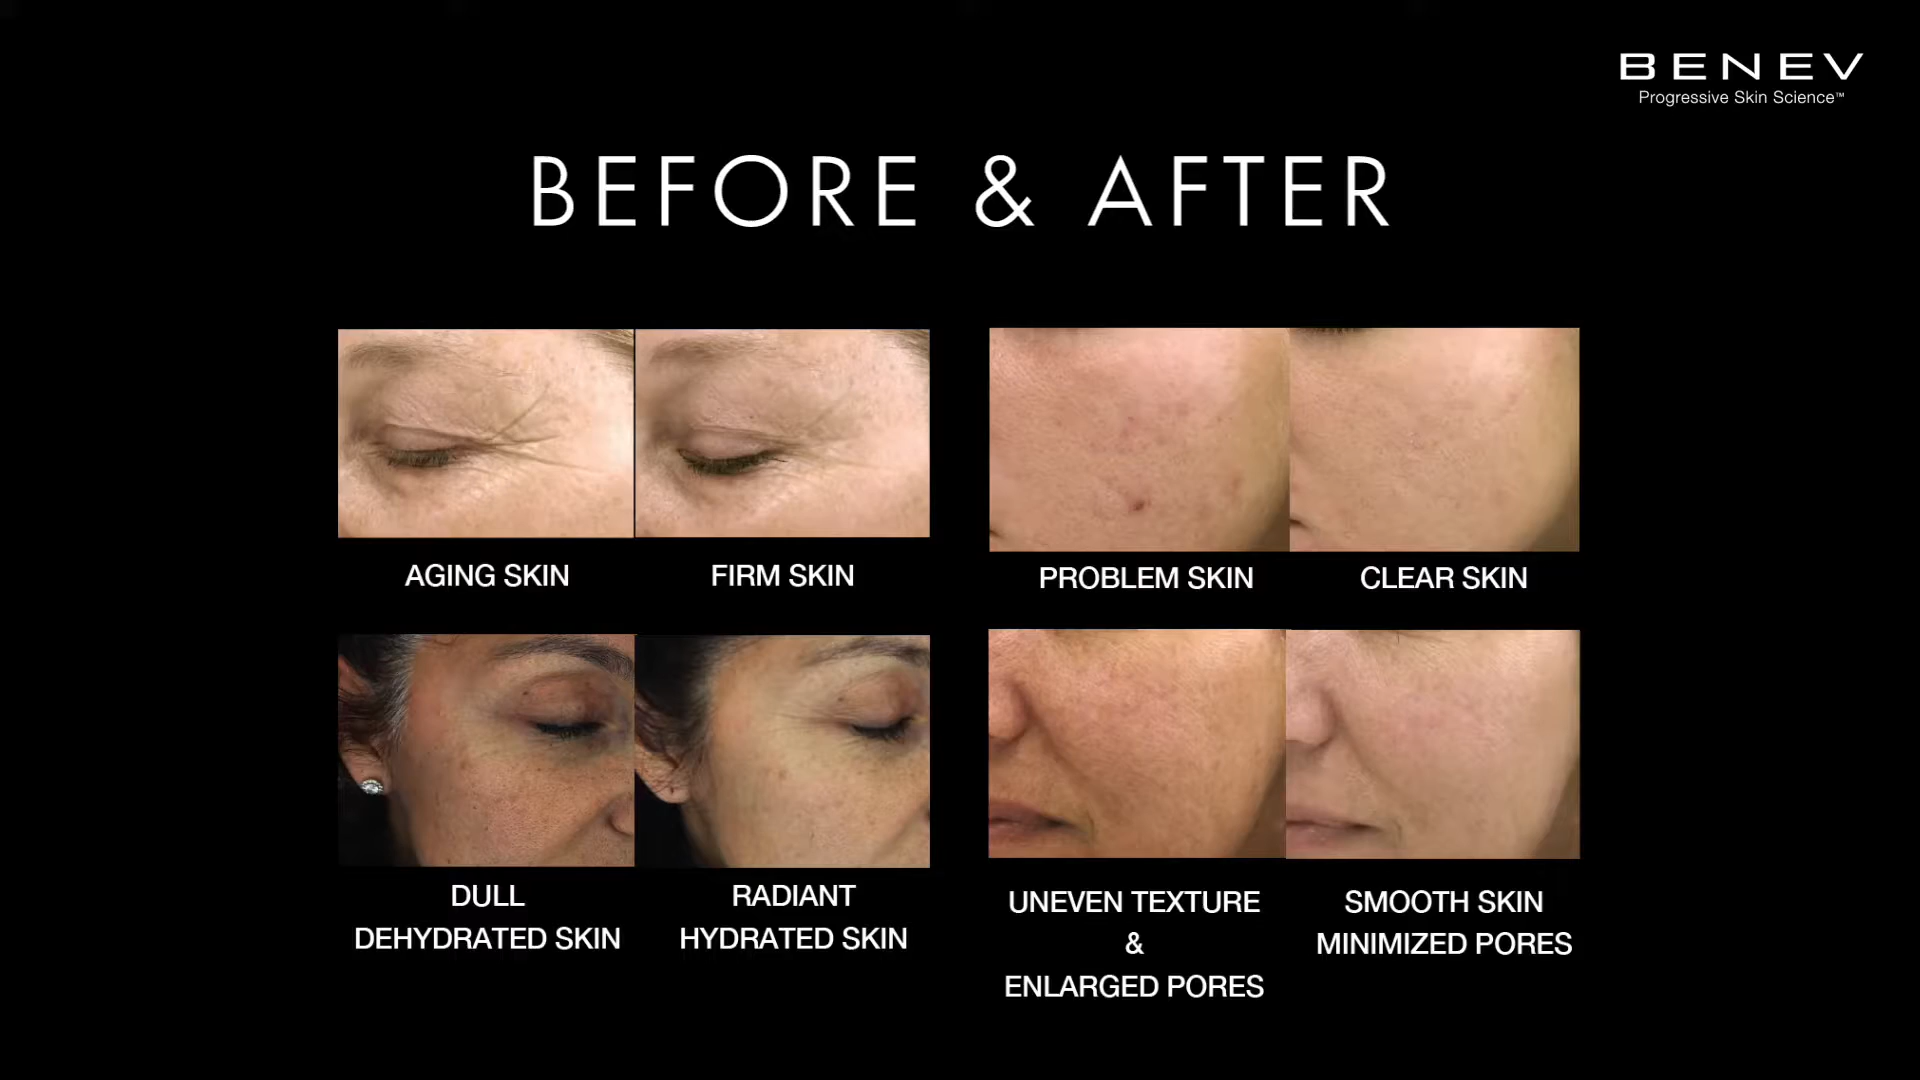 BENEV
Progressive Skin Science™
BEFORE & AFTER
AGING SKIN
FIRM SKIN
PROBLEM SKIN
CLEAR SKIN
DULL
DEHYDRATED SKIN
RADIANT
HYDRATED SKIN
UNEVEN TEXTURE
&
ENLARGED PORES
SMOOTH SKIN
MINIMIZED PORES